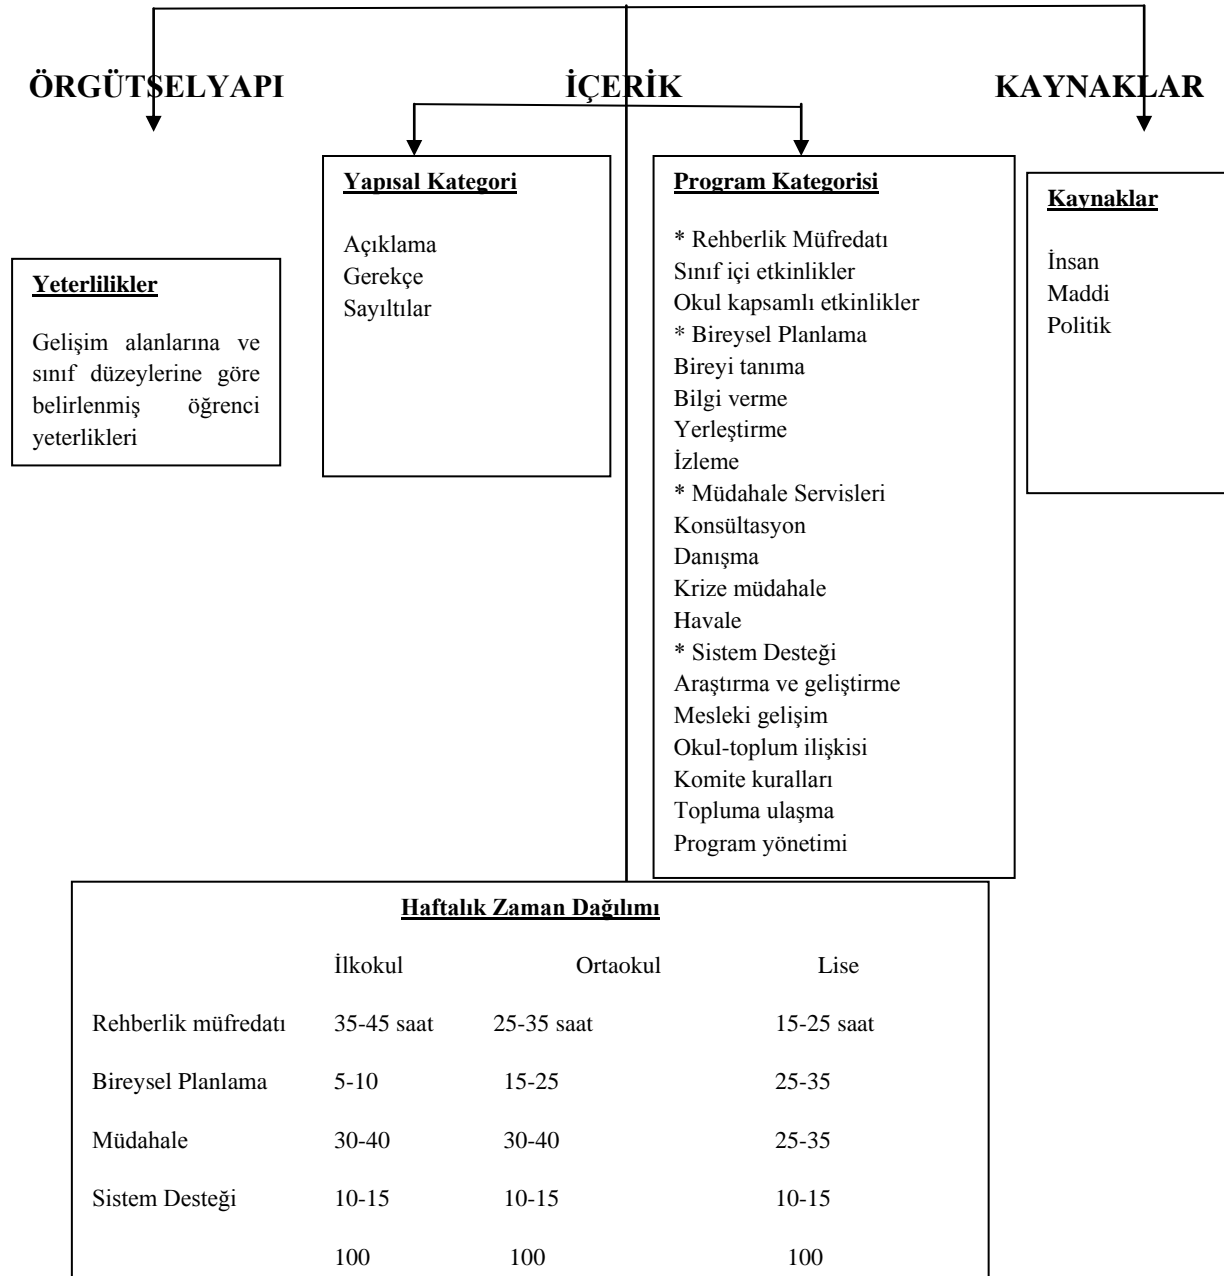 ÖRGÜTSELYAPI
İÇERİK
KAYNAKLAR
Yeterlilikler
Gelişim alanlarına ve
sınıf düzeylerine göre
belirlenmiş öğrenci
yeterlikleri
Yapısal Kategori
Açıklama
Gerekçe
Sayıltılar
Program Kategorisi
* Rehberlik Müfredatı
Sınıf içi etkinlikler
Okul kapsamlı etkinlikler
* Bireysel Planlama
Bireyi tanıma
Bilgi verme
Yerleştirme
İzleme
* Müdahale Servisleri
Konsültasyon
Danışma
Krize müdahale
Havale
* Sistem Desteği
Araştırma ve geliştirme
Mesleki gelişim
Okul-toplum ilişkisi
Komite kuralları
Topluma ulaşma
Program yönetimi
Kaynaklar
İnsan
Maddi
Politik
Haftalık Zaman Dağılımı
İlkokul Ortaokul Lise
Rehberlik müfredatı 35-45 saat 25-35 saat 15-25 saat
Bireysel Planlama 5-10 15-25 25-35
Müdahale 30-40 30-40 25-35
Sistem Desteği 10-15 10-15 10-15
100 100 100